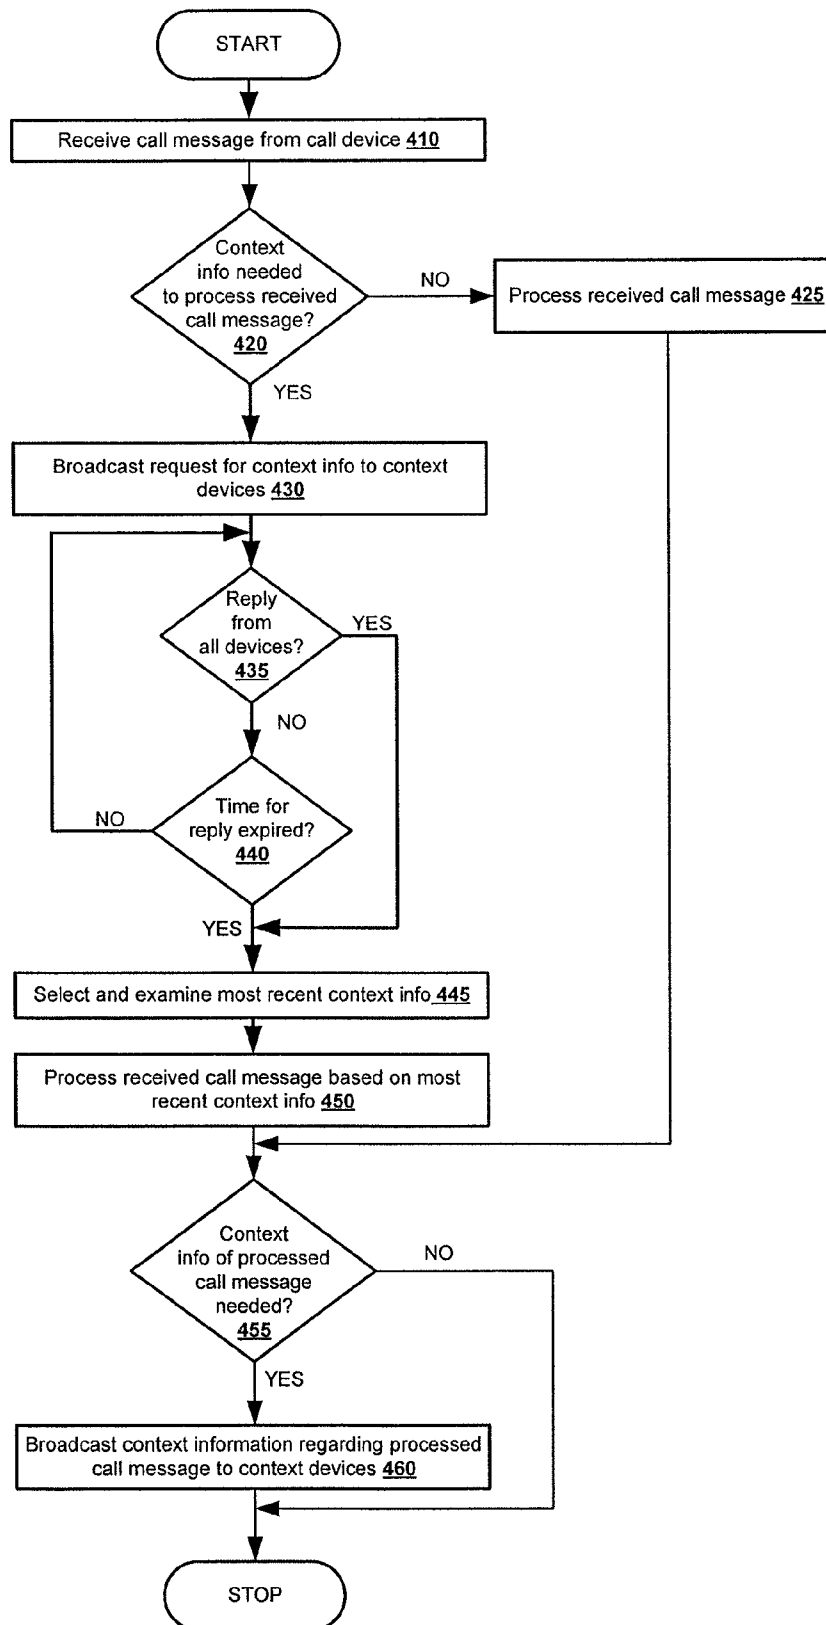 START
Receive call message from call device 410
Context
info needed
to process received
call message?
420
NO
Process received call message 425
YES
Broadcast request for context info to context
devices 430
Reply
from
all devices?
435
YES
NO
Time for
reply expired?
440
NO
YES
Select and examine most recent context info 445
Process received call message based on most
recent context info 450
Context
info of processed
call message
needed?
455
NO
YES
Broadcast context information regarding processed
call message to context devices 460
STOP